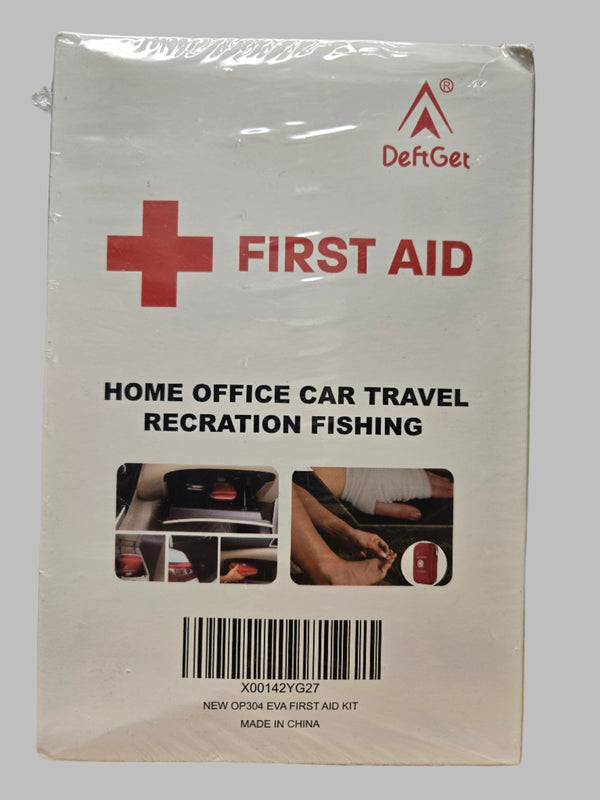 ®
DeftGet
FIRST AID
HOME OFFICE CAR TRAVEL
RECRATION FISHING
X00142YG27
NEW OP304 EVA FIRST AID KIT
MADE IN CHINA